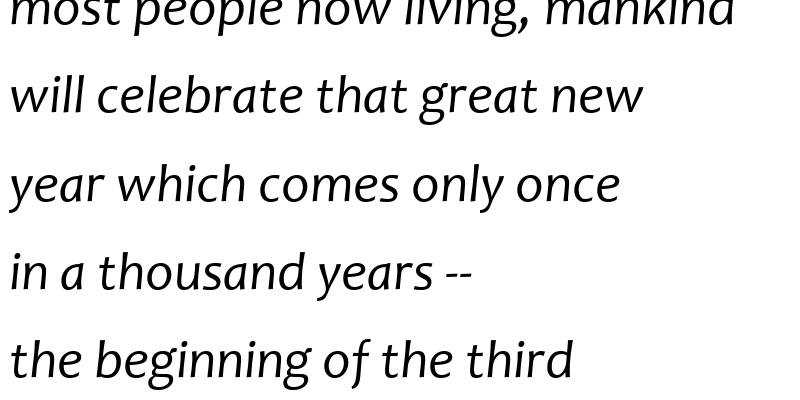 most people now living, mankind
will celebrate that great new
year which comes only once
in a thousand years --
the beginning of the third